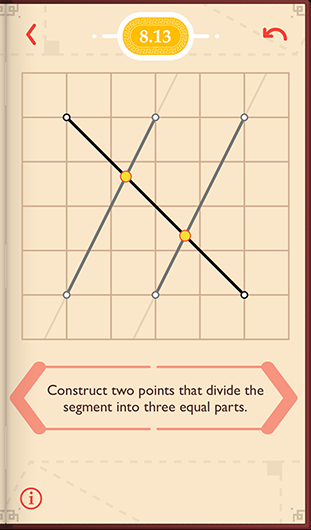 8.13
Construct two points that divide the
segment into three equal parts.
i